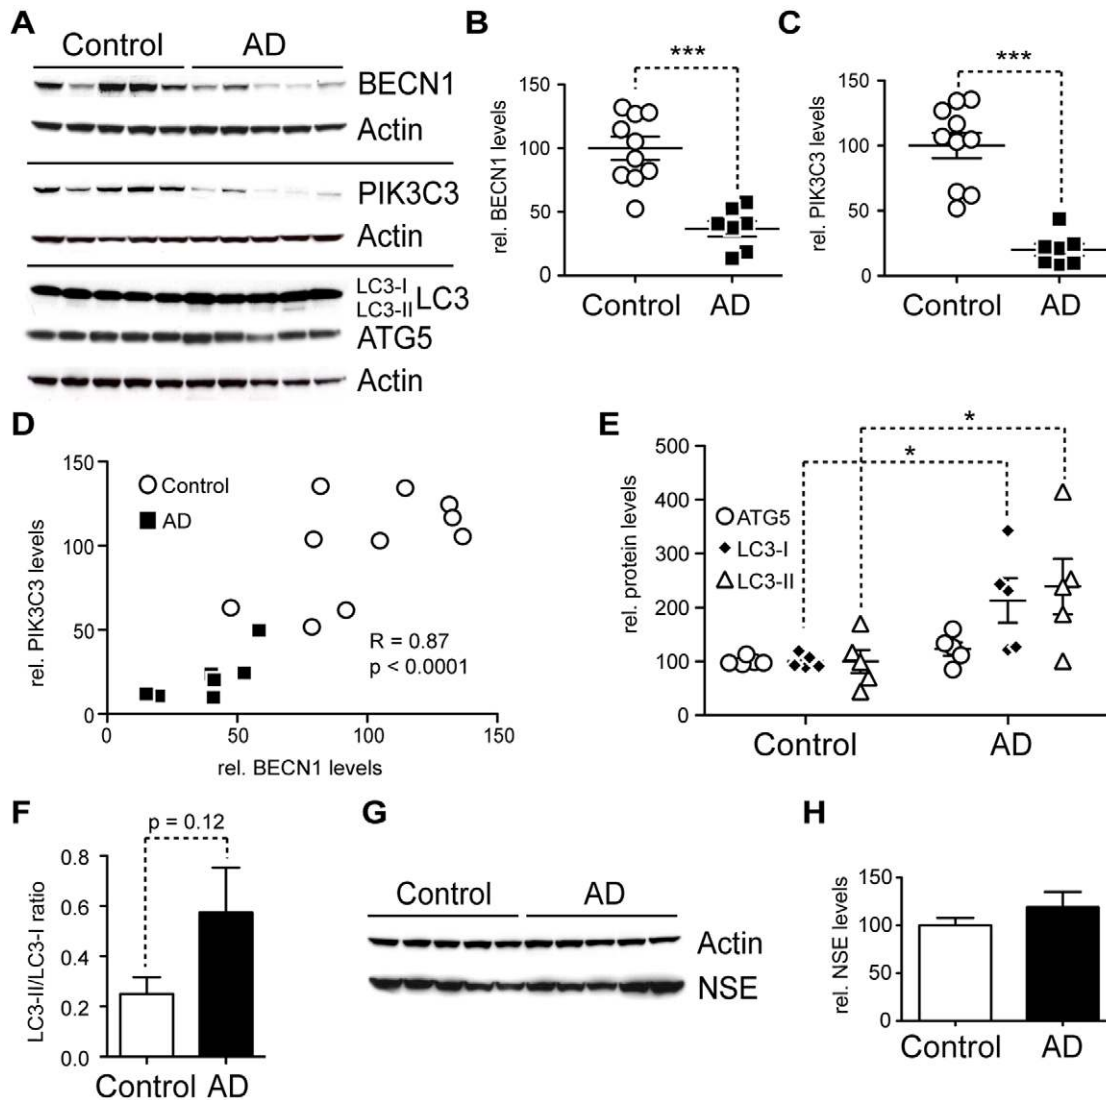 A
Control AD
BECN1
Actin
PIK3C3
Actin
LC3-I
LC3-II
LC3
ATG5
Actin
B
***
rel. BECN1 levels
150
100
50
0
Control AD
C
***
rel. PIK3C3 levels
150
100
50
0
Control AD
D
rel. PIK3C3 levels
150
100
50
0
Control
AD
R = 0.87
p < 0.0001
0 50 100 150
rel. BECN1 levels
E
*
*
rel. protein levels
500
400
300
200
100
0
ATG5
LC3-I
LC3-II
Control AD
F
p = 0.12
LC3-II/LC3-I ratio
0.8
0.6
0.4
0.2
0.0
Control AD
G
Control AD
Actin
NSE
H
rel. NSE levels
150
100
50
0
Control AD